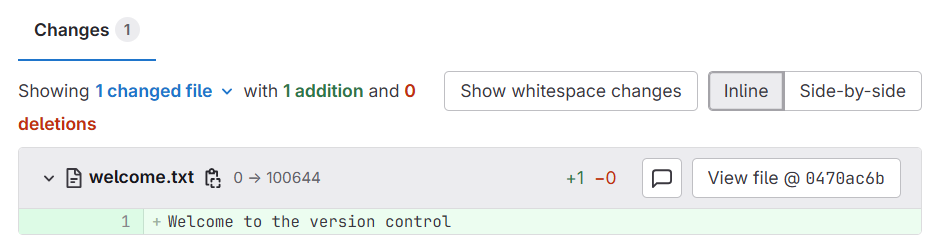 Changes 1
Showing 1 changed file with 1 addition and 0 deletions
Show whitespace changes
Inline
Side-by-side
welcome.txt 0 → 100644 +1 −0 View file @ 0470ac6b
1 + Welcome to the version control